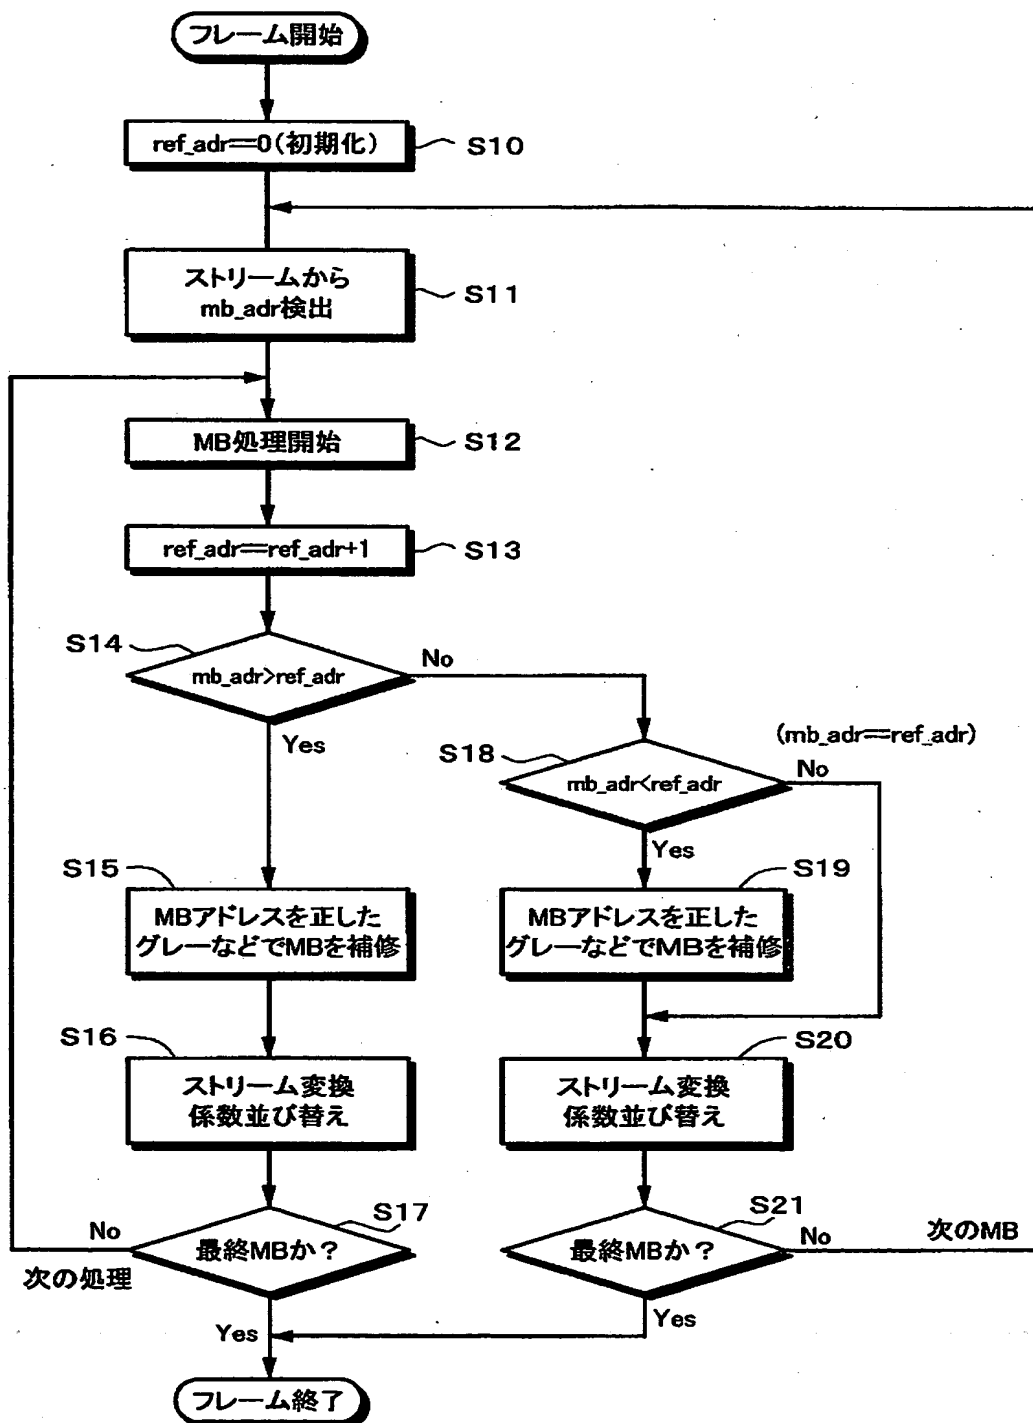 フレーム開始
ref_adr==0(初期化)
S10
ストリームから
mb_adr検出
S11
MB処理開始
S12
ref_adr==ref_adr+1
S13
S14
mb_adr>ref_adr
No
Yes
S18
mb_adr<ref_adr
(mb_adr==ref_adr)
No
Yes
S15
MBアドレスを正した
グレーなどでMBを補修
S19
MBアドレスを正した
グレーなどでMBを補修
S16
ストリーム変換
係数並び替え
S20
ストリーム変換
係数並び替え
S17
最終MBか?
No
次の処理
Yes
S21
最終MBか?
No
次のMB
Yes
フレーム終了